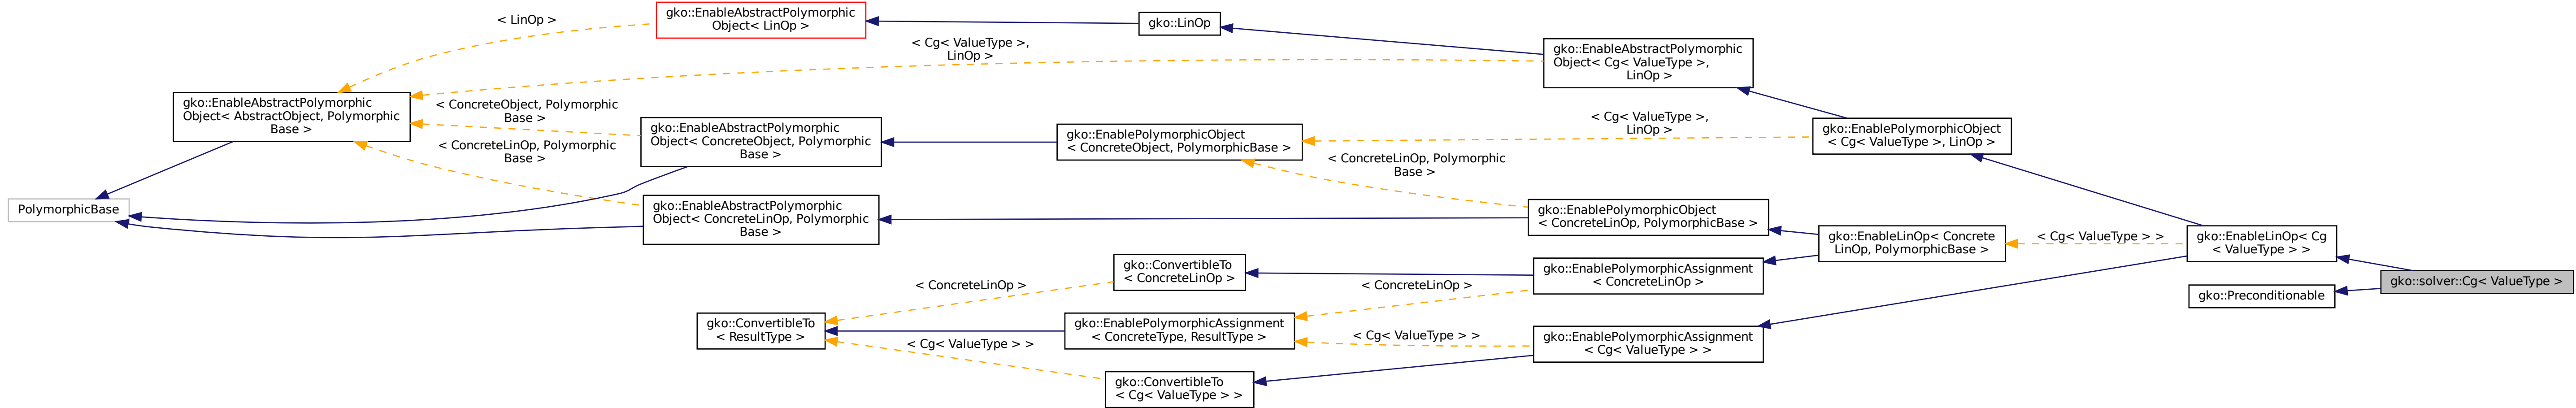 gko::EnableAbstractPolymorphic
Object< LinOp >
< LinOp >
gko::LinOp
< Cg< ValueType >,
LinOp >
gko::EnableAbstractPolymorphic
Object< Cg< ValueType >,
LinOp >
gko::EnableAbstractPolymorphic
Object< AbstractObject, Polymorphic
Base >
< ConcreteObject, Polymorphic
Base >
gko::EnableAbstractPolymorphic
Object< ConcreteObject, Polymorphic
Base >
gko::EnablePolymorphicObject
< ConcreteObject, PolymorphicBase >
< Cg< ValueType >,
LinOp >
gko::EnablePolymorphicObject
< Cg< ValueType >, LinOp >
< ConcreteLinOp, Polymorphic
Base >
< ConcreteLinOp, Polymorphic
Base >
PolymorphicBase
gko::EnableAbstractPolymorphic
Object< ConcreteLinOp, Polymorphic
Base >
gko::EnablePolymorphicObject
< ConcreteLinOp, PolymorphicBase >
gko::EnableLinOp< Concrete
LinOp, PolymorphicBase >
< Cg< ValueType > >
gko::EnableLinOp< Cg
< ValueType > >
gko::ConvertibleTo
< ConcreteLinOp >
gko::EnablePolymorphicAssignment
< ConcreteLinOp >
gko::solver::Cg< ValueType >
< ConcreteLinOp >
< ConcreteLinOp >
gko::Preconditionable
gko::ConvertibleTo
< ResultType >
gko::EnablePolymorphicAssignment
< ConcreteType, ResultType >
< Cg< ValueType > >
gko::EnablePolymorphicAssignment
< Cg< ValueType > >
< Cg< ValueType > >
gko::ConvertibleTo
< Cg< ValueType > >